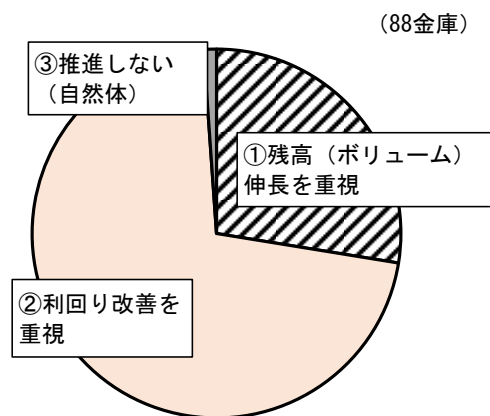 （88金庫）
③推進しない
（自然体）
①残高（ボリューム）
伸長を重視
②利回り改善を
重視